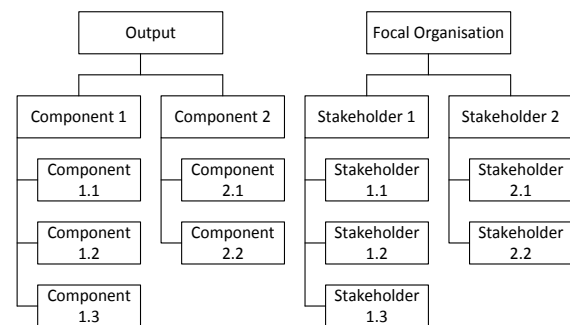 Output
Focal Organisation
Component 1
Component 2
Stakeholder 1
Stakeholder 2
Component
1.1
Component
2.1
Stakeholder
1.1
Stakeholder
2.1
Component
1.2
Component
2.2
Stakeholder
1.2
Stakeholder
2.2
Component
1.3
Stakeholder
1.3